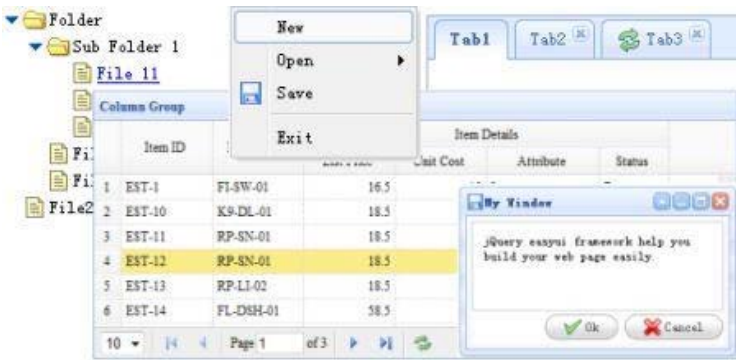 Folder
Sub Folder 1
File 11
File2
New
Open
Save
Exit
Tab1 Tab2 Tab3
Column Group
Item ID
Item Details
Unit Cost Attribute Status
1 EST-1 FI-SW-01 16.5
2 EST-10 K9-DL-01 18.5
3 EST-11 RP-SN-01 18.5
4 EST-12 RP-SN-01 18.5
5 EST-13 RP-LI-02 18.5
6 EST-14 FL-DSH-01 58.5
10 Page 1 of 3
My Window
jQuery easyui framework help you
build your web page easily.
Ok Cancel